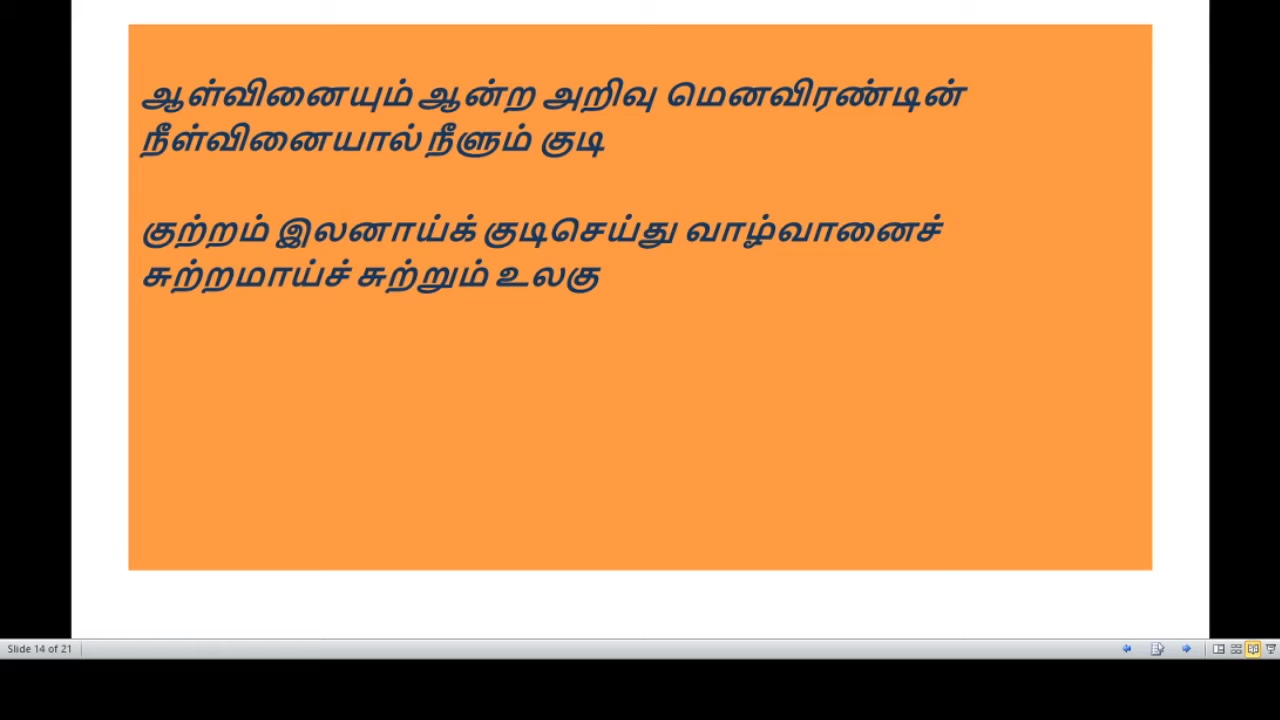 ஆள்வினையும் ஆன்ற அறிவு மெனவிரண்டின்
நீள்வினையால் நீளும் குடி
குற்றம் இலனாய்க் குடிசெய்து வாழ்வானைச்
சுற்றமாய்ச் சுற்றும் உலகு
Slide 14 of 21